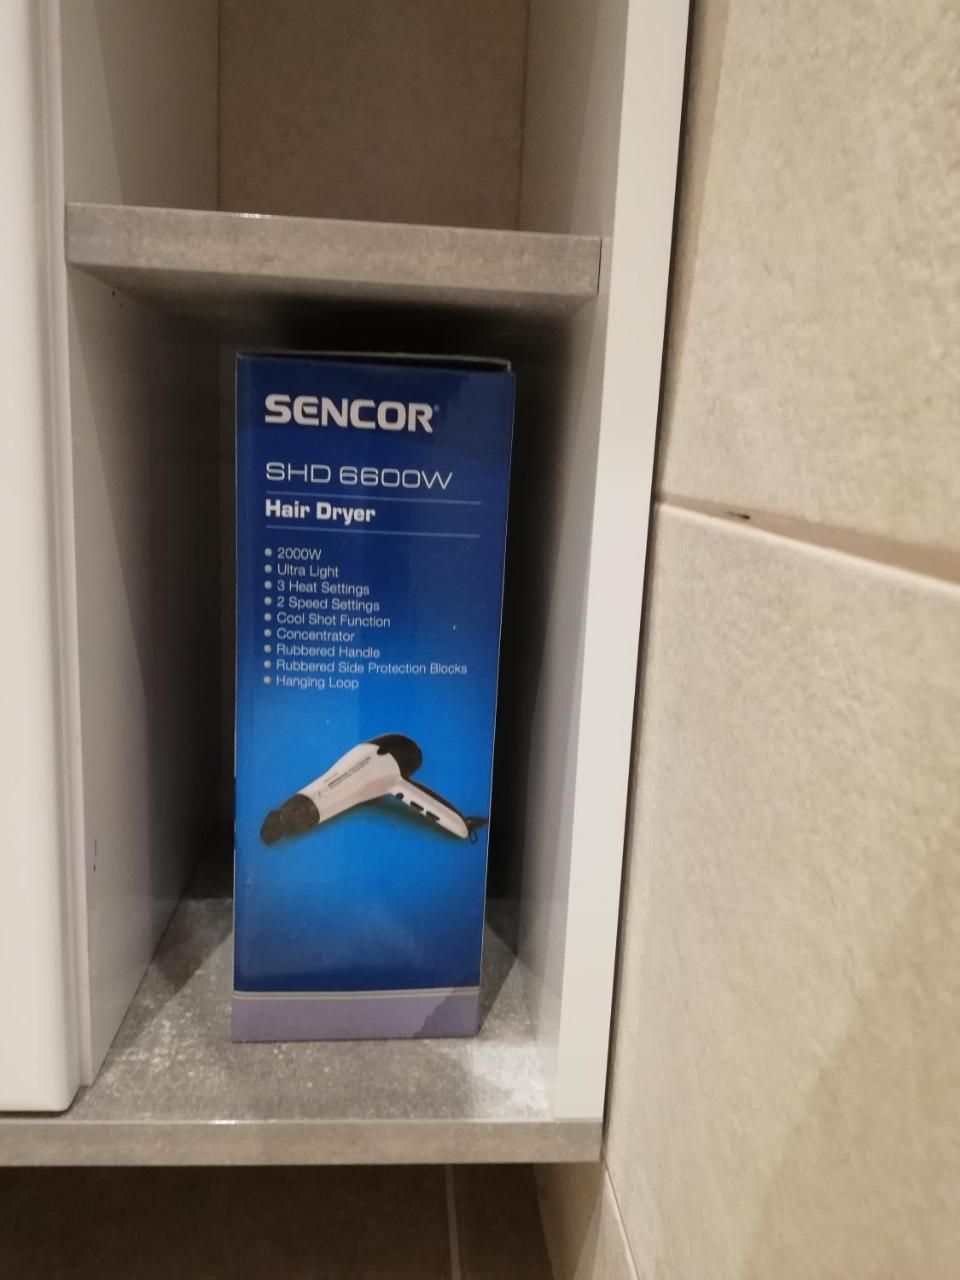 SENCOR®
SHD 6600W
Hair Dryer
2000W
Ultra Light
3 Heat Settings
2 Speed Settings
Cool Shot Function
Concentrator
Rubbered Handle
Rubbered Side Protection Blocks
Hanging Loop